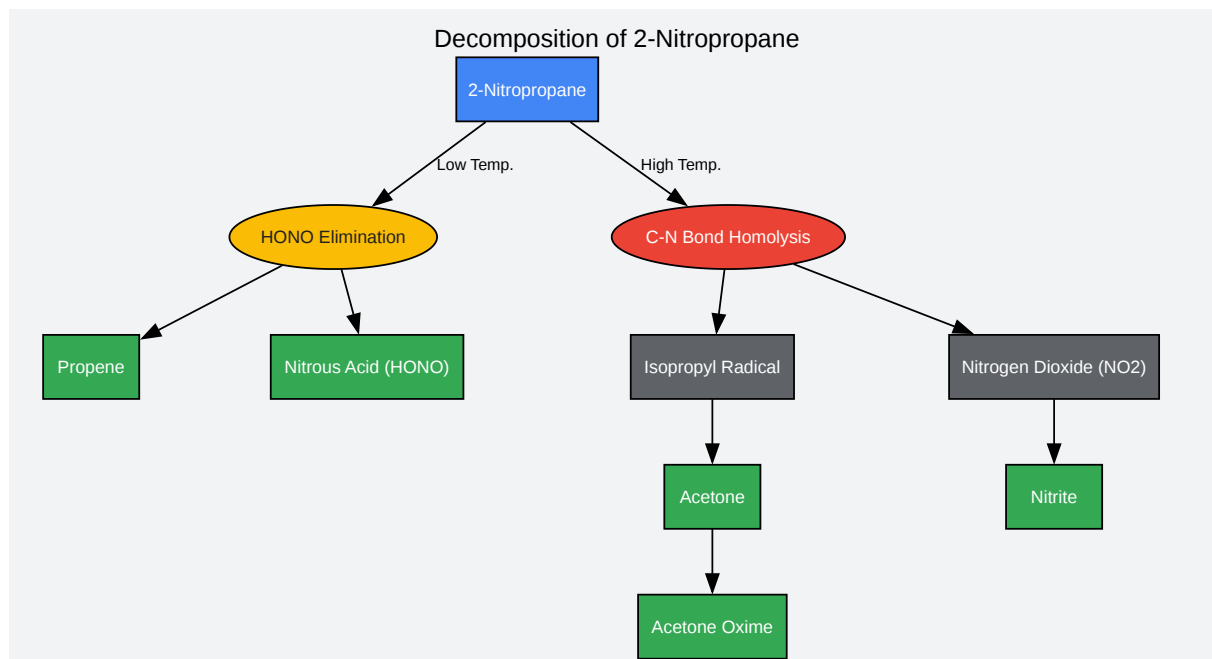 Decomposition of 2-Nitropropane
2-Nitropropane
Low Temp.
High Temp.
HONO Elimination
C-N Bond Homolysis
Propene
Nitrous Acid (HONO)
Isopropyl Radical
Nitrogen Dioxide (NO2)
Acetone
Nitrite
Acetone Oxime